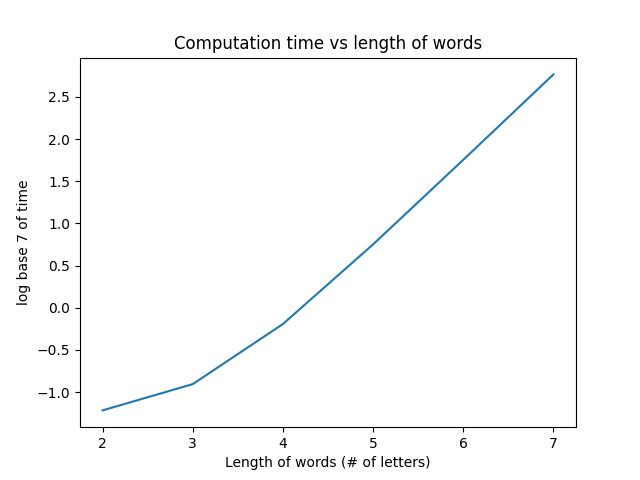 Computation time vs length of words
log base 7 of time
2.5
2.0
1.5
1.0
0.5
0.0
−0.5
−1.0
2 3 4 5 6 7
Length of words (# of letters)